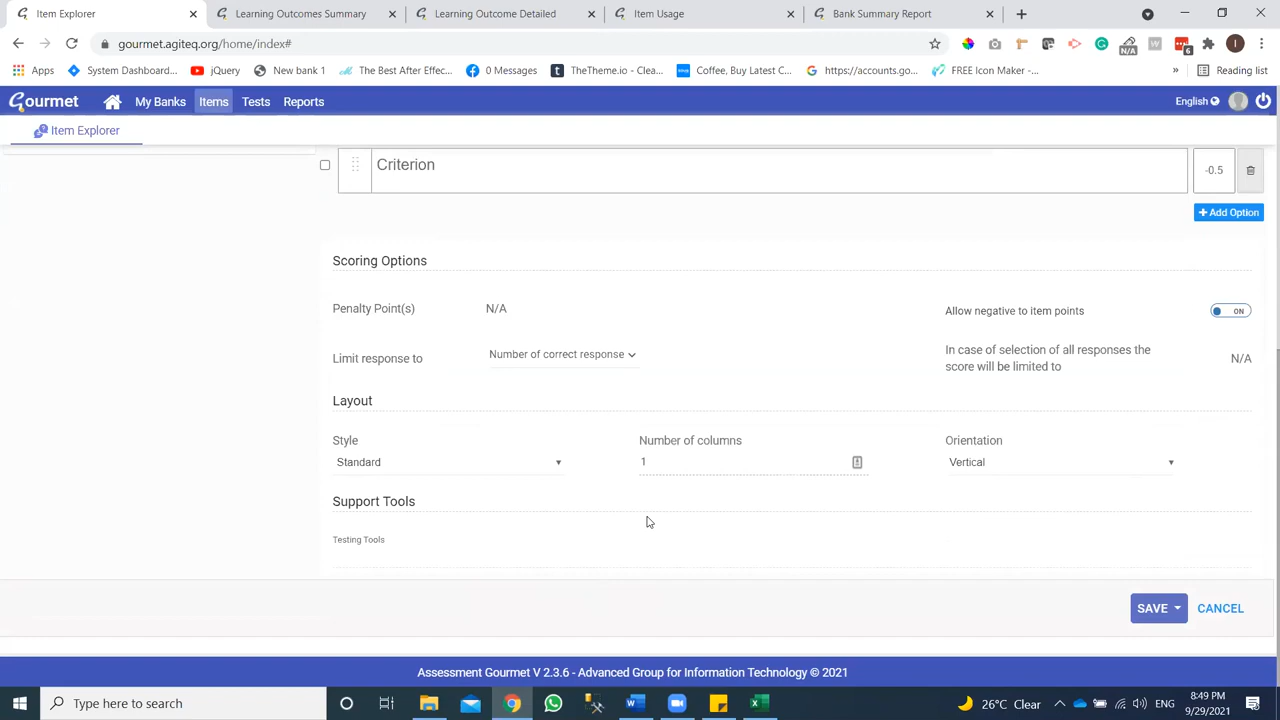 Item Explorer
Learning Outcomes Summary
Learning Outcome Detailed
Item Usage
Bank Summary Report
gourmet.agiteq.org/home/index#
N/A
6
I
Apps
System Dashboard...
jQuery
New bank 1
The Best After Effec...
0 Messages
TheTheme.io - Clea...
Coffee, Buy Latest C...
https://accounts.go...
FREE Icon Maker -...
»
Reading list
Gourmet
My Banks
Items
Tests
Reports
English
Item Explorer
Criterion
-0.5
+ Add Option
Scoring Options
Penalty Point(s)
N/A
Allow negative to item points
ON
Limit response to
Number of correct response
In case of selection of all responses the
score will be limited to
N/A
Layout
Style
Number of columns
Orientation
Standard
1
Vertical
Support Tools
Testing Tools
SAVE
CANCEL
Assessment Gourmet V 2.3.6 - Advanced Group for Information Technology © 2021
Type here to search
26°C Clear
ENG
8:49 PM
9/29/2021